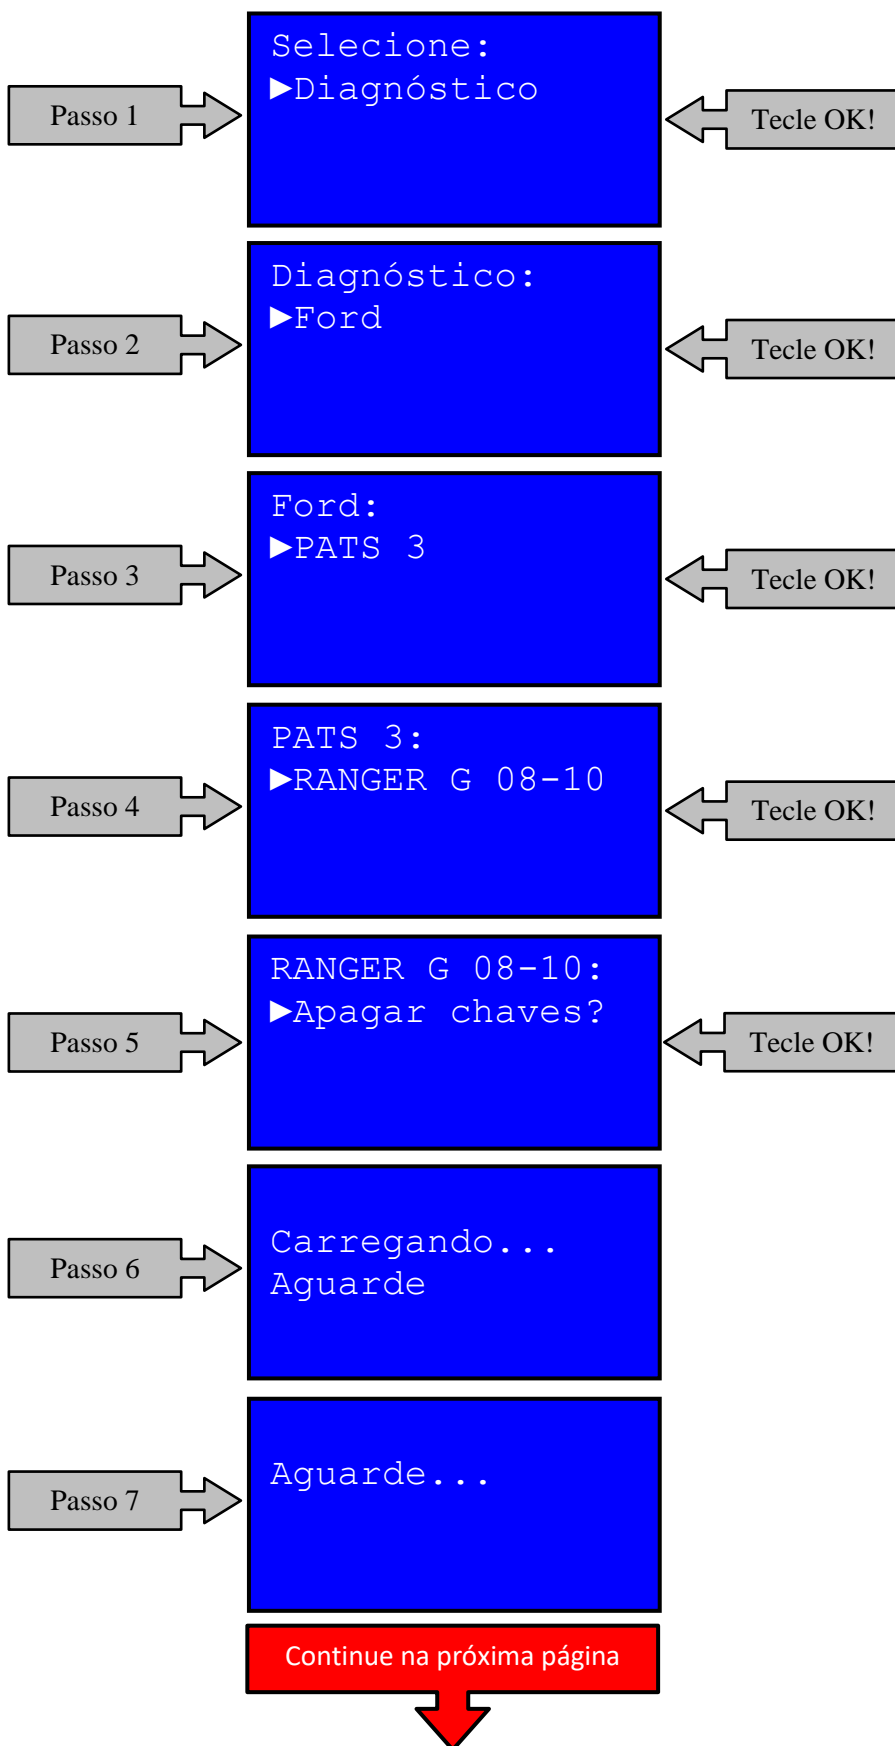 Passo 1
Selecione:
►Diagnóstico
Tecle OK!
Passo 2
Diagnóstico:
►Ford
Tecle OK!
Passo 3
Ford:
►PATS 3
Tecle OK!
Passo 4
PATS 3:
►RANGER G 08-10
Tecle OK!
Passo 5
RANGER G 08-10:
►Apagar chaves?
Tecle OK!
Passo 6
Carregando...
Aguarde
Passo 7
Aguarde...
Continue na próxima página